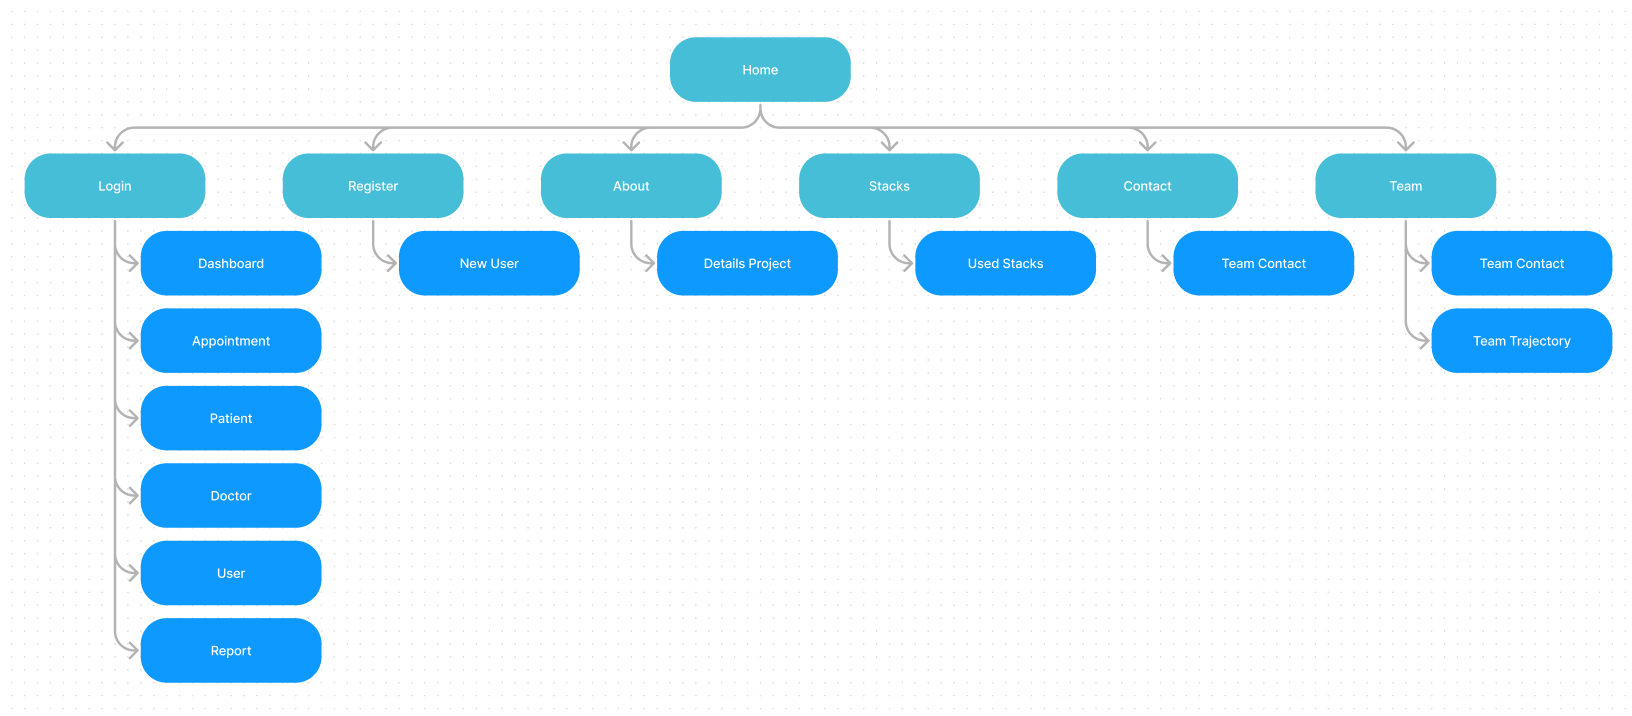 Home
Login
Register
About
Stacks
Contact
Team
Dashboard
New User
Details Project
Used Stacks
Team Contact
Team Contact
Appointment
Team Trajectory
Patient
Doctor
User
Report